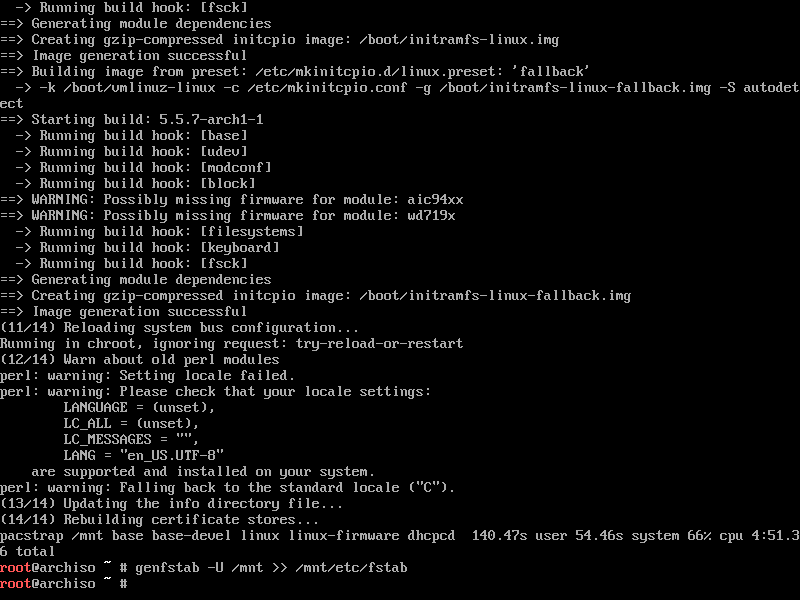 -> Running build hook: [fsck]
==> Generating module dependencies
==> Creating gzip-compressed initcpio image: /boot/initramfs-linux.img
==> Image generation successful
==> Building image from preset: /etc/mkinitcpio.d/linux.preset: 'fallback'
-> -k /boot/vmlinuz-linux -c /etc/mkinitcpio.conf -g /boot/initramfs-linux-fallback.img -S autodet
ect
==> Starting build: 5.5.7-arch1-1
-> Running build hook: [base]
-> Running build hook: [udev]
-> Running build hook: [modconf]
-> Running build hook: [block]
==> WARNING: Possibly missing firmware for module: aic94xx
==> WARNING: Possibly missing firmware for module: wd719x
-> Running build hook: [filesystems]
-> Running build hook: [keyboard]
-> Running build hook: [fsck]
==> Generating module dependencies
==> Creating gzip-compressed initcpio image: /boot/initramfs-linux-fallback.img
==> Image generation successful
(11/14) Reloading system bus configuration...
Running in chroot, ignoring request: try-reload-or-restart
(12/14) Warn about old perl modules
perl: warning: Setting locale failed.
perl: warning: Please check that your locale settings:
LANGUAGE = (unset),
LC_ALL = (unset),
LC_MESSAGES = "",
LANG = "en_US.UTF-8"
are supported and installed on your system.
perl: warning: Falling back to the standard locale ("C").
(13/14) Updating the info directory file...
(14/14) Rebuilding certificate stores...
pacstrap /mnt base base-devel linux linux-firmware dhcpcd  140.47s user 54.46s system 66% cpu 4:51.3
6 total
root@archiso ~ # genfstab -U /mnt >> /mnt/etc/fstab
root@archiso ~ #